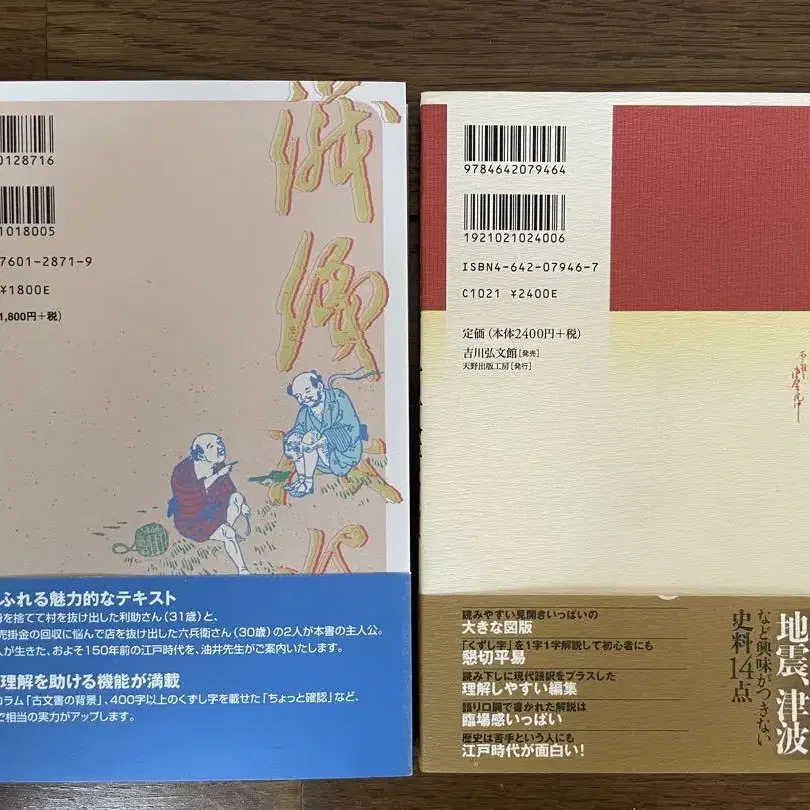 0128716
1018005
7601-2871-9
¥1800E
1,800円+税)
ふれる魅力的なテキスト
を捨てて村を抜け出した利助さん(31歳)と、
売掛金の回収に悩んで店を抜け出した六兵衛さん(30歳)の2人が本書の主人公。
人が生きた、およそ150年前の江戸時代を、油井先生がご案内いたします。
理解を助ける機能が満載
コラム「古文書の背景」、400字以上のくずし字を載せた「ちょっと確認」など、
で相当の実力がアップします。
9784642079464
1921021024006
ISBN4-642-07946-7
C1021 ¥2400E
定価(本体2400円+税)
吉川弘文館[発売]
天野出版工房[発行]
地震、津波
など興味がつきない
史料14点
読みやすい見開きいっぱいの
大きな図版
「くずし字」を1字1字解説して初心者にも
懇切平易
読み下しに現代語訳をプラスした
理解しやすい編集
語り口調で書かれた解説は
臨場感いっぱい
歴史は苦手という人にも
江戸時代が面白い!